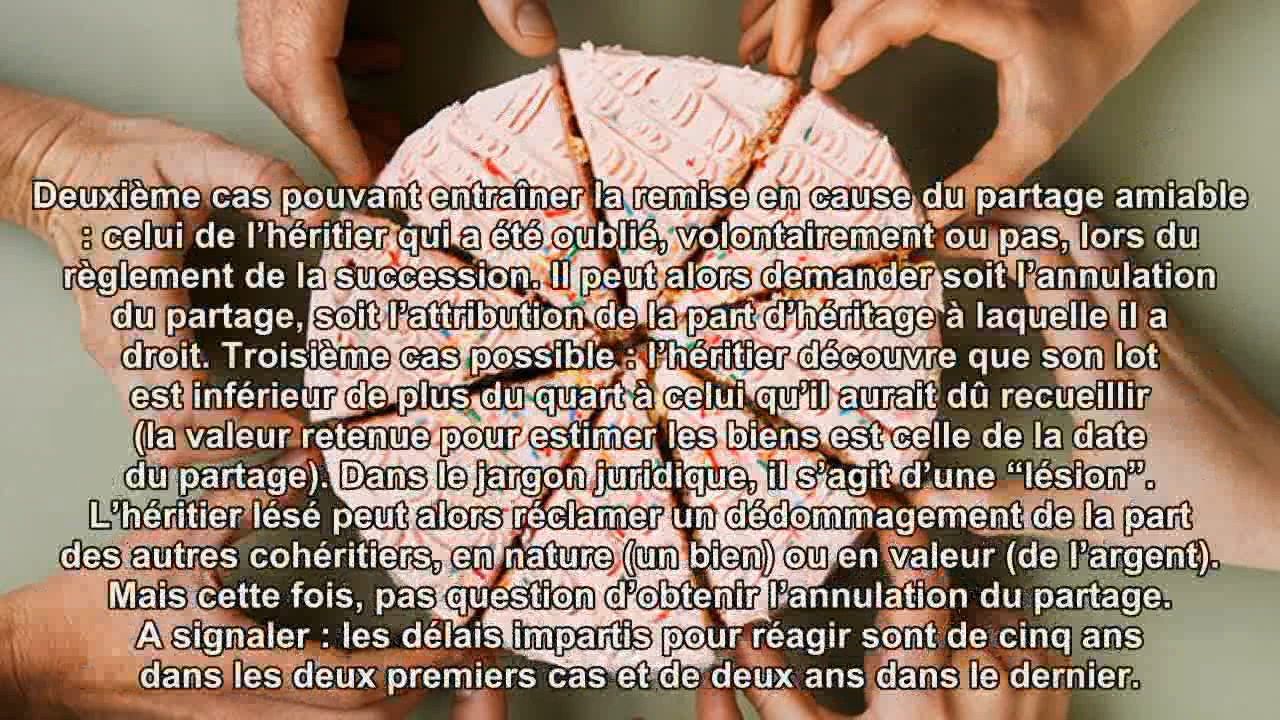 Deuxième cas pouvant entraîner la remise en cause du partage amiable
: celui de l’héritier qui a été oublié, volontairement ou pas, lors du
règlement de la succession. Il peut alors demander soit l’annulation
du partage, soit l’attribution de la part d’héritage à laquelle il a
droit. Troisième cas possible : l’héritier découvre que son lot
est inférieur de plus du quart à celui qu’il aurait dû recueillir
(la valeur retenue pour estimer les biens est celle de la date
du partage). Dans le jargon juridique, il s’agit d’une “lésion”.
L’héritier lésé peut alors réclamer un dédommagement de la part
des autres cohéritiers, en nature (un bien) ou en valeur (de l’argent).
Mais cette fois, pas question d’obtenir l’annulation du partage.
A signaler : les délais impartis pour réagir sont de cinq ans
dans les deux premiers cas et de deux ans dans le dernier.